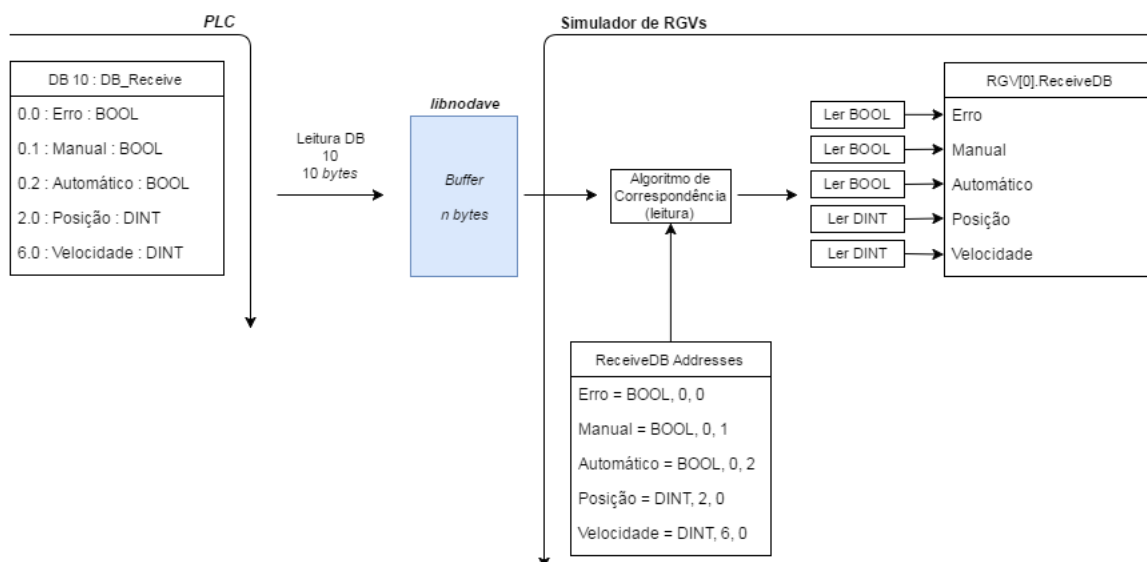 PLC
Simulador de RGVs
DB 10 : DB_Receive
0.0 : Erro : BOOL
0.1 : Manual : BOOL
0.2 : Automático : BOOL
2.0 : Posição : DINT
6.0 : Velocidade : DINT
Leitura DB
10
10 bytes
libnodave
Buffer
n bytes
Algoritmo de
Correspondência
(leitura)
Ler BOOL
Ler BOOL
Ler BOOL
Ler DINT
Ler DINT
RGV[0].ReceiveDB
Erro
Manual
Automático
Posição
Velocidade
ReceiveDB Addresses
Erro = BOOL, 0, 0
Manual = BOOL, 0, 1
Automático = BOOL, 0, 2
Posição = DINT, 2, 0
Velocidade = DINT, 6, 0